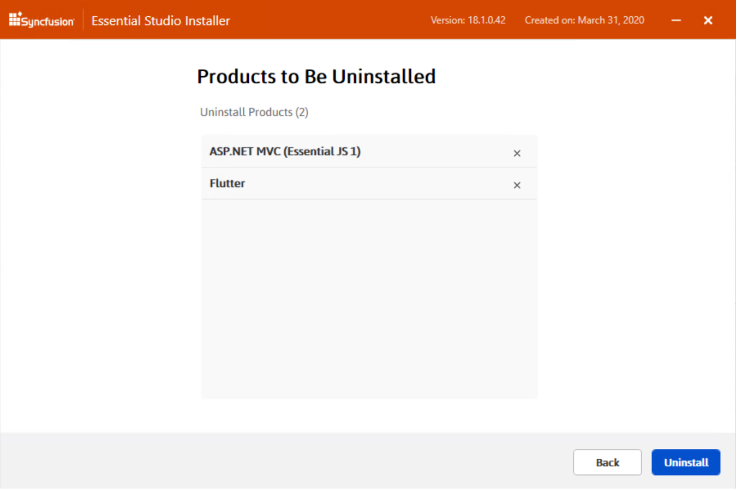 Syncfusion Essential Studio Installer Version: 18.1.0.42 Created on: March 31, 2020
Products to Be Uninstalled
Uninstall Products (2)
ASP.NET MVC (Essential JS 1)
Flutter
Back Uninstall